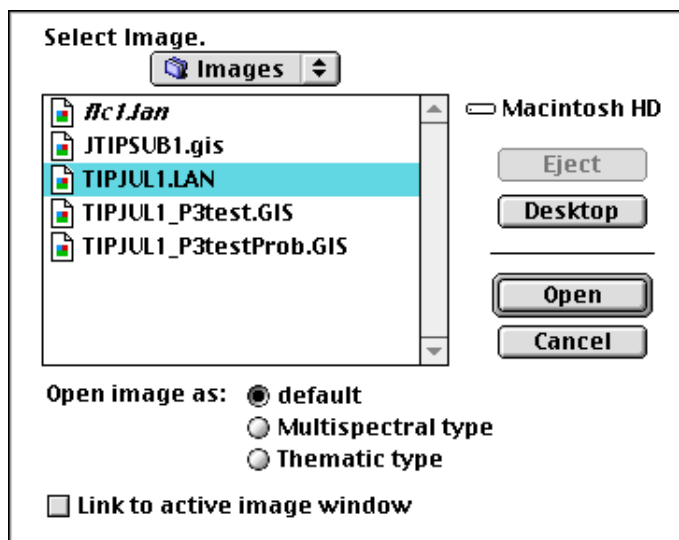 Select Image.
Images
flc1.lan
JTIPSUB1.gis
TIPJUL1.LAN
TIPJUL1_P3test.GIS
TIPJUL1_P3testProb.GIS
Macintosh HD
Eject
Desktop
Open
Cancel
Open image as:
default
Multispectral type
Thematic type
Link to active image window